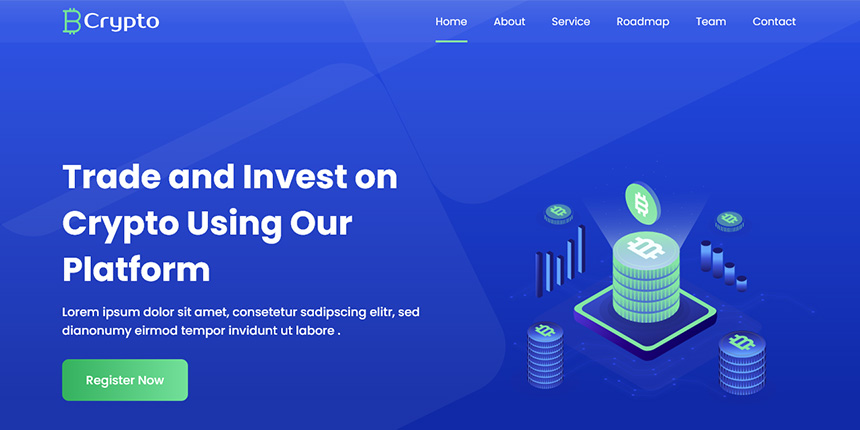 Crypto
Home About Service Roadmap Team Contact
Trade and Invest on
Crypto Using Our
Platform
Lorem ipsum dolor sit amet, consetetur sadipscing elitr, sed
dianonumy eirmod tempor invidunt ut labore .
Register Now